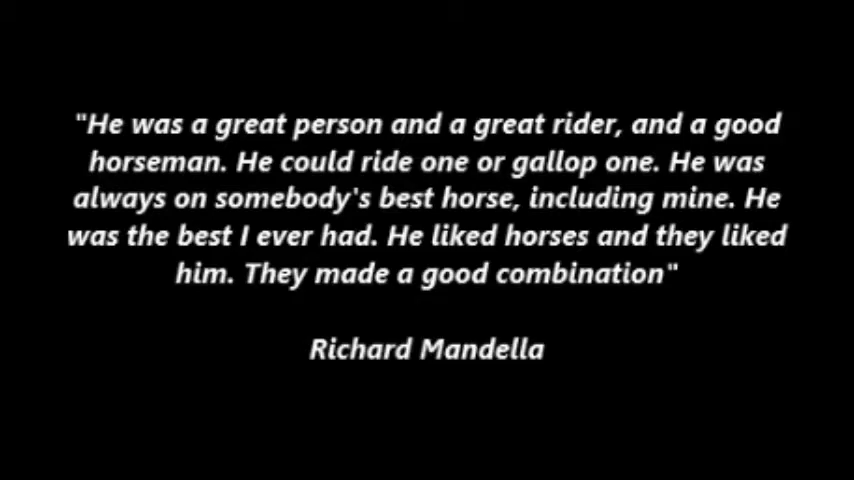 "He was a great person and a great rider, and a good
horseman. He could ride one or gallop one. He was
always on somebody's best horse, including mine. He
was the best I ever had. He liked horses and they liked
him. They made a good combination"
Richard Mandella